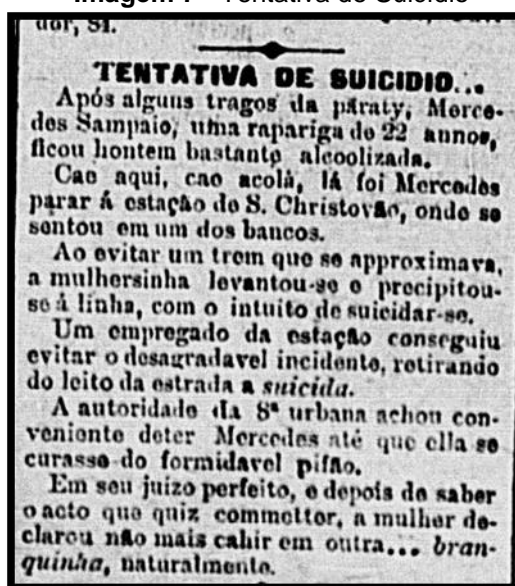 Tentativa de Suicídio
dor, 81.
TENTATIVA DE SUICIDIO...
Após alguns tragos da páraty, Merce-
des Sampaio, uma rapariga de 22 annos,
ficou hontem bastante alcoolizada.
Cae aqui, cae acolá, lá foi Mercedes
parar á estação de S. Christovão, onde se
sentou em um dos bancos.
Ao evitar um trem que se approximava,
a mulhersinha levantou-se e precipitou-
se á linha, com o intuito de suicidar-se.
Um empregado da estação conseguiu
evitar o desagradavel incidente, retirando
do leito da estrada a suicida.
A autoridade da 8ª urbana achou con-
veniente deter Mercedes até que ella se
curasse do formidavel pifão.
Em seu juizo perfeito, e depois de saber
o acto que quiz commetter, a mulher de-
clarou não mais cahir em outra... bran-
quinha, naturalmente.